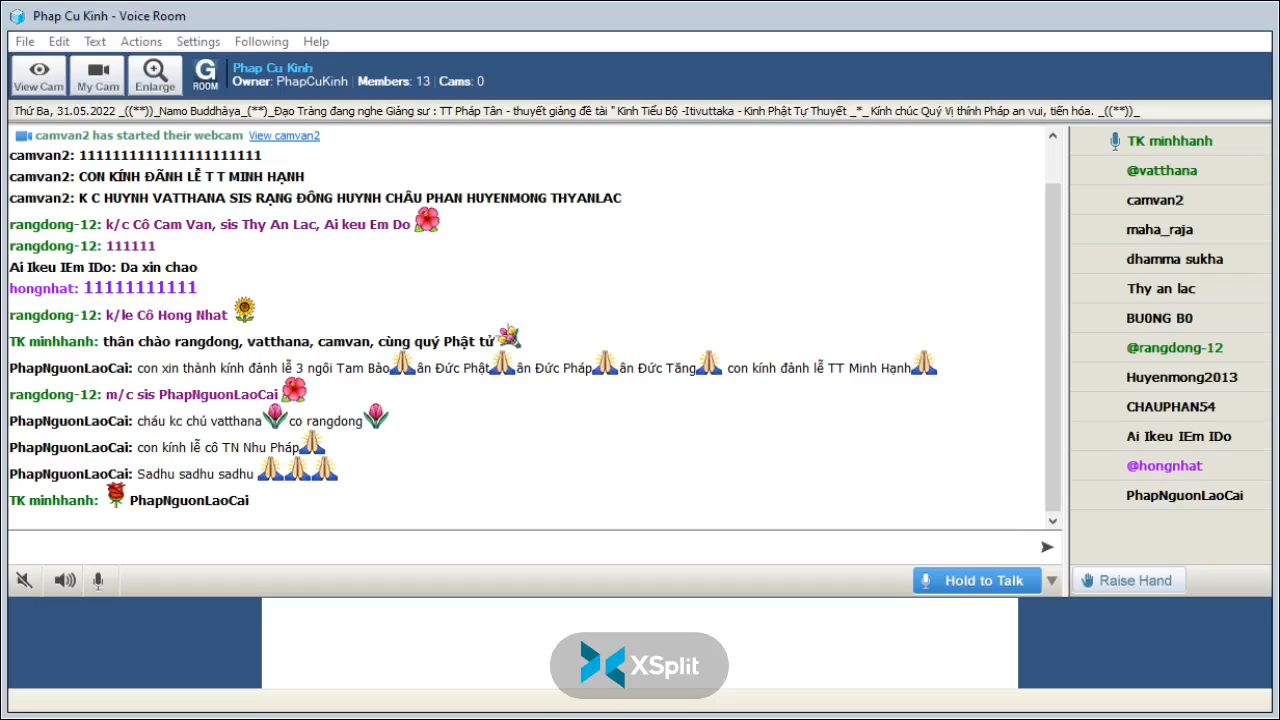 Phap Cu Kinh - Voice Room
File Edit Text Actions Settings Following Help
View Cam My Cam Enlarge G ROOM
Phap Cu Kinh
Owner: PhapCuKinh Members: 13 Cams: 0
Thứ Ba, 31.05.2022 _((**))_Namo Buddhàya_(**)_Đạo Tràng đang nghe Giảng sư : TT Pháp Tân - thuyết giảng đề tài " Kinh Tiểu Bộ -Itivuttaka - Kinh Phật Tự Thuyết _*_ Kính chúc Quý Vị thính Pháp an vui, tiến hóa. _((**))_
camvan2 has started their webcam View camvan2
camvan2: 1111111111111111111111
camvan2: CON KÍNH ĐÃNH LỄ T T MINH HẠNH
camvan2: K C HUYNH VATTHANA SIS RẠNG ĐÔNG HUYNH CHÂU PHAN HUYENMONG THYANLAC
rangdong-12: k/c Cô Cam Van, sis Thy An Lac, Ai keu Em Do
rangdong-12: 111111
Ai Ikeu IEm IDo: Da xin chao
hongnhat: 11111111111
rangdong-12: k/le Cô Hong Nhat
TK minhhanh: thân chào rangdong, vatthana, camvan, cùng quý Phật tử
PhapNguonLaoCai: con xin thành kính đảnh lễ 3 ngôi Tam Bảo ân Đức Phật ân Đức Pháp ân Đức Tăng con kính đảnh lễ TT Minh Hạnh
rangdong-12: m/c sis PhapNguonLaoCai
PhapNguonLaoCai: cháu kc chú vatthana co rangdong
PhapNguonLaoCai: con kính lễ cô TN Nhu Pháp
PhapNguonLaoCai: Sadhu sadhu sadhu
TK minhhanh: PhapNguonLaoCai
TK minhhanh
@vatthana
camvan2
maha_raja
dhamma sukha
Thy an lac
BU0NG B0
@rangdong-12
Huyenmong2013
CHAUPHAN54
Ai Ikeu IEm IDo
@hongnhat
PhapNguonLaoCai
Hold to Talk
Raise Hand
XSplit